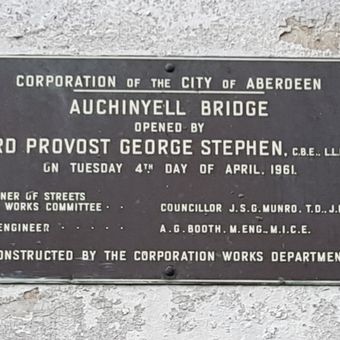 CORPORATION OF THE CITY OF ABERDEEN
AUCHINYELL BRIDGE
OPENED BY
RD PROVOST GEORGE STEPHEN, C.B.E., LL.
ON TUESDAY 4TH DAY OF APRIL, 1961.
NER OF STREETS
WORKS COMMITTEE · · COUNCILLOR J.S.G. MUNRO, T.D., J.
ENGINEER · · · · · A.G. BOOTH, M.ENG., M.I.C.E.
ONSTRUCTED BY THE CORPORATION WORKS DEPARTMEN